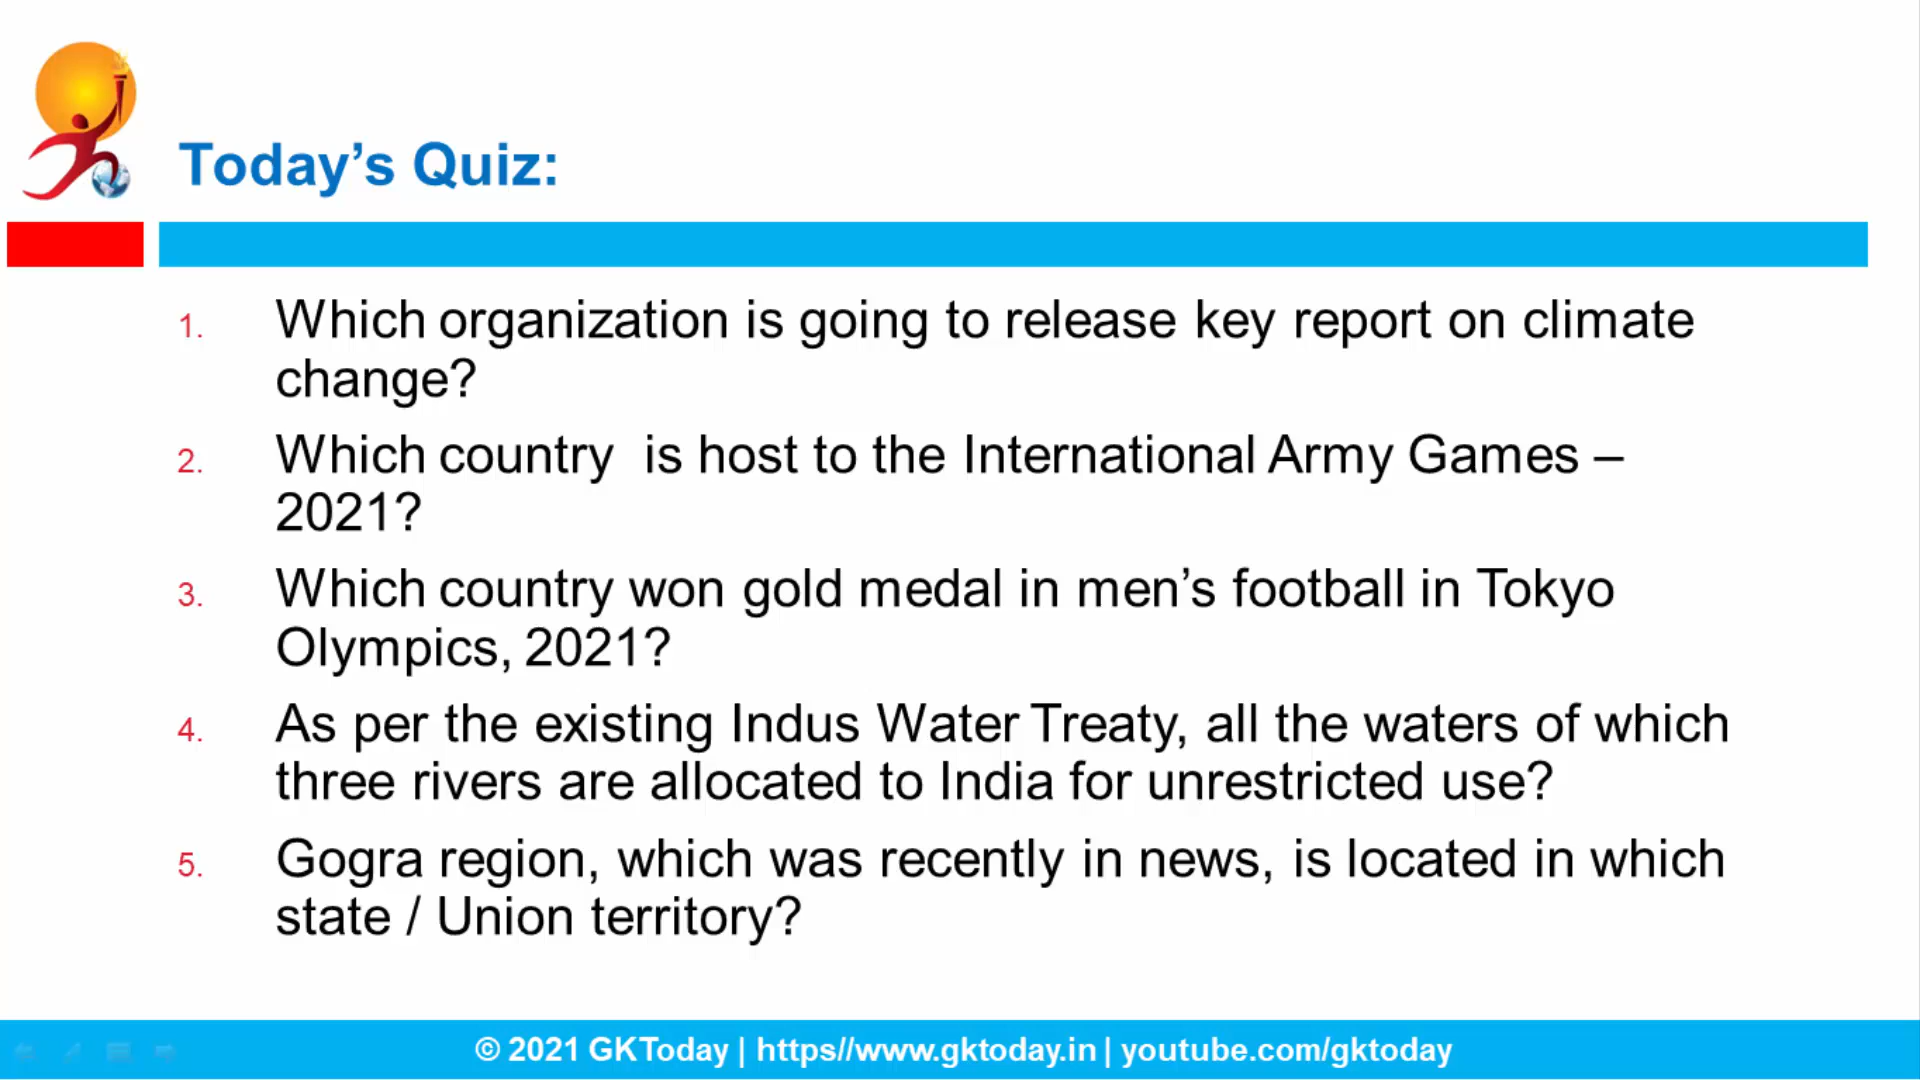 Today’s Quiz:
1. Which organization is going to release key report on climate
change?
2. Which country  is host to the International Army Games –
2021?
3. Which country won gold medal in men’s football in Tokyo
Olympics, 2021?
4. As per the existing Indus Water Treaty, all the waters of which
three rivers are allocated to India for unrestricted use?
5. Gogra region, which was recently in news, is located in which
state / Union territory?
© 2021 GKToday | https//www.gktoday.in | youtube.com/gktoday